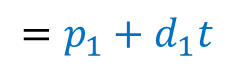 = p₁ + d₁t